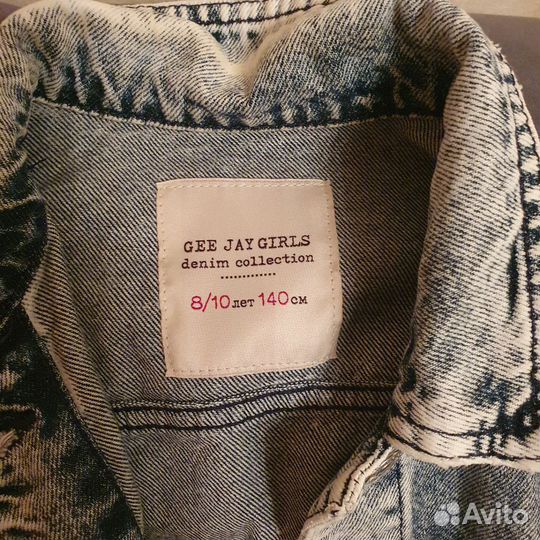 GEE JAY GIRLS
denim collection
8/10 лет 140 см
Avito